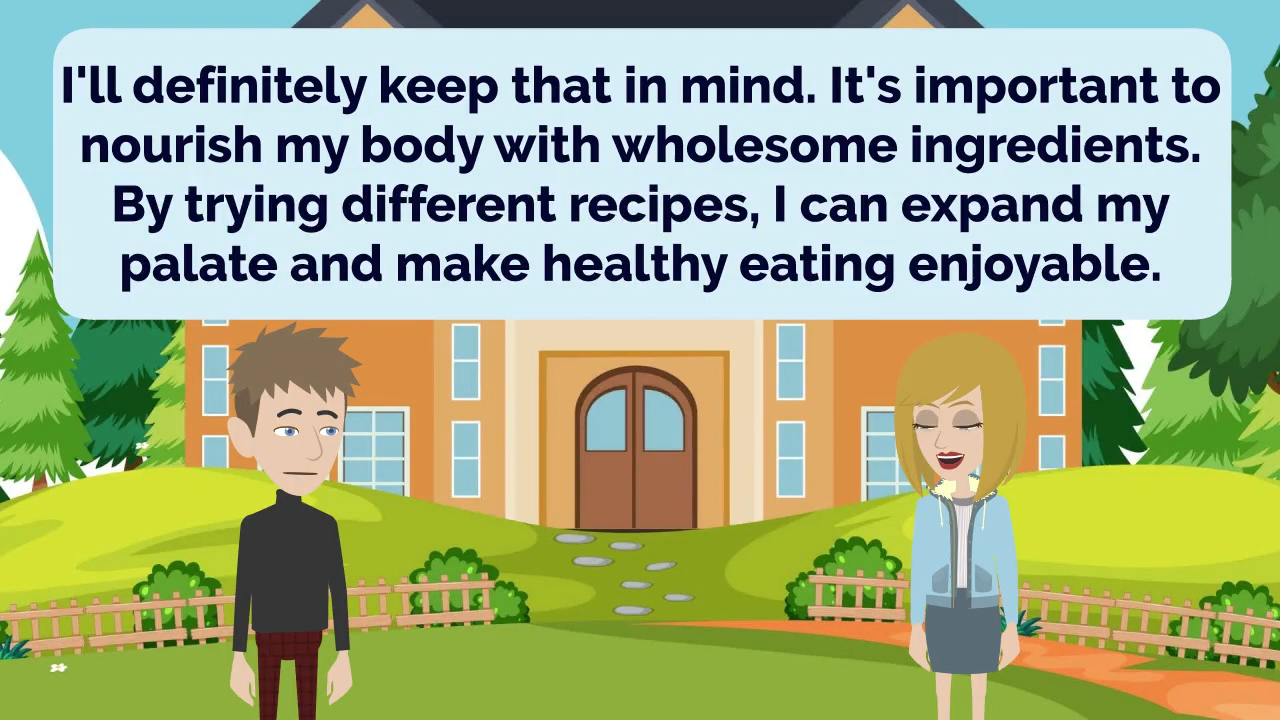 I'll definitely keep that in mind. It's important to
nourish my body with wholesome ingredients.
By trying different recipes, I can expand my
palate and make healthy eating enjoyable.